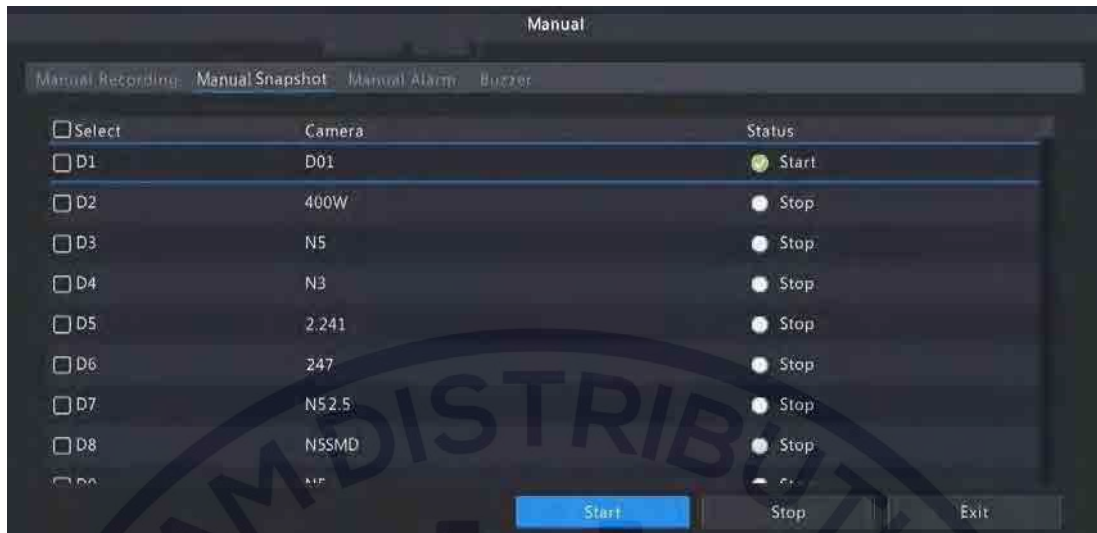 Manual
Manual Recording Manual Snapshot Manual Alarm Buzzer
Select Camera Status
D1 D01 Start
D2 400W Stop
D3 N5 Stop
D4 N3 Stop
D5 2.241 Stop
D6 247 Stop
D7 N52.5 Stop
D8 N5SMD Stop
Start Stop Exit